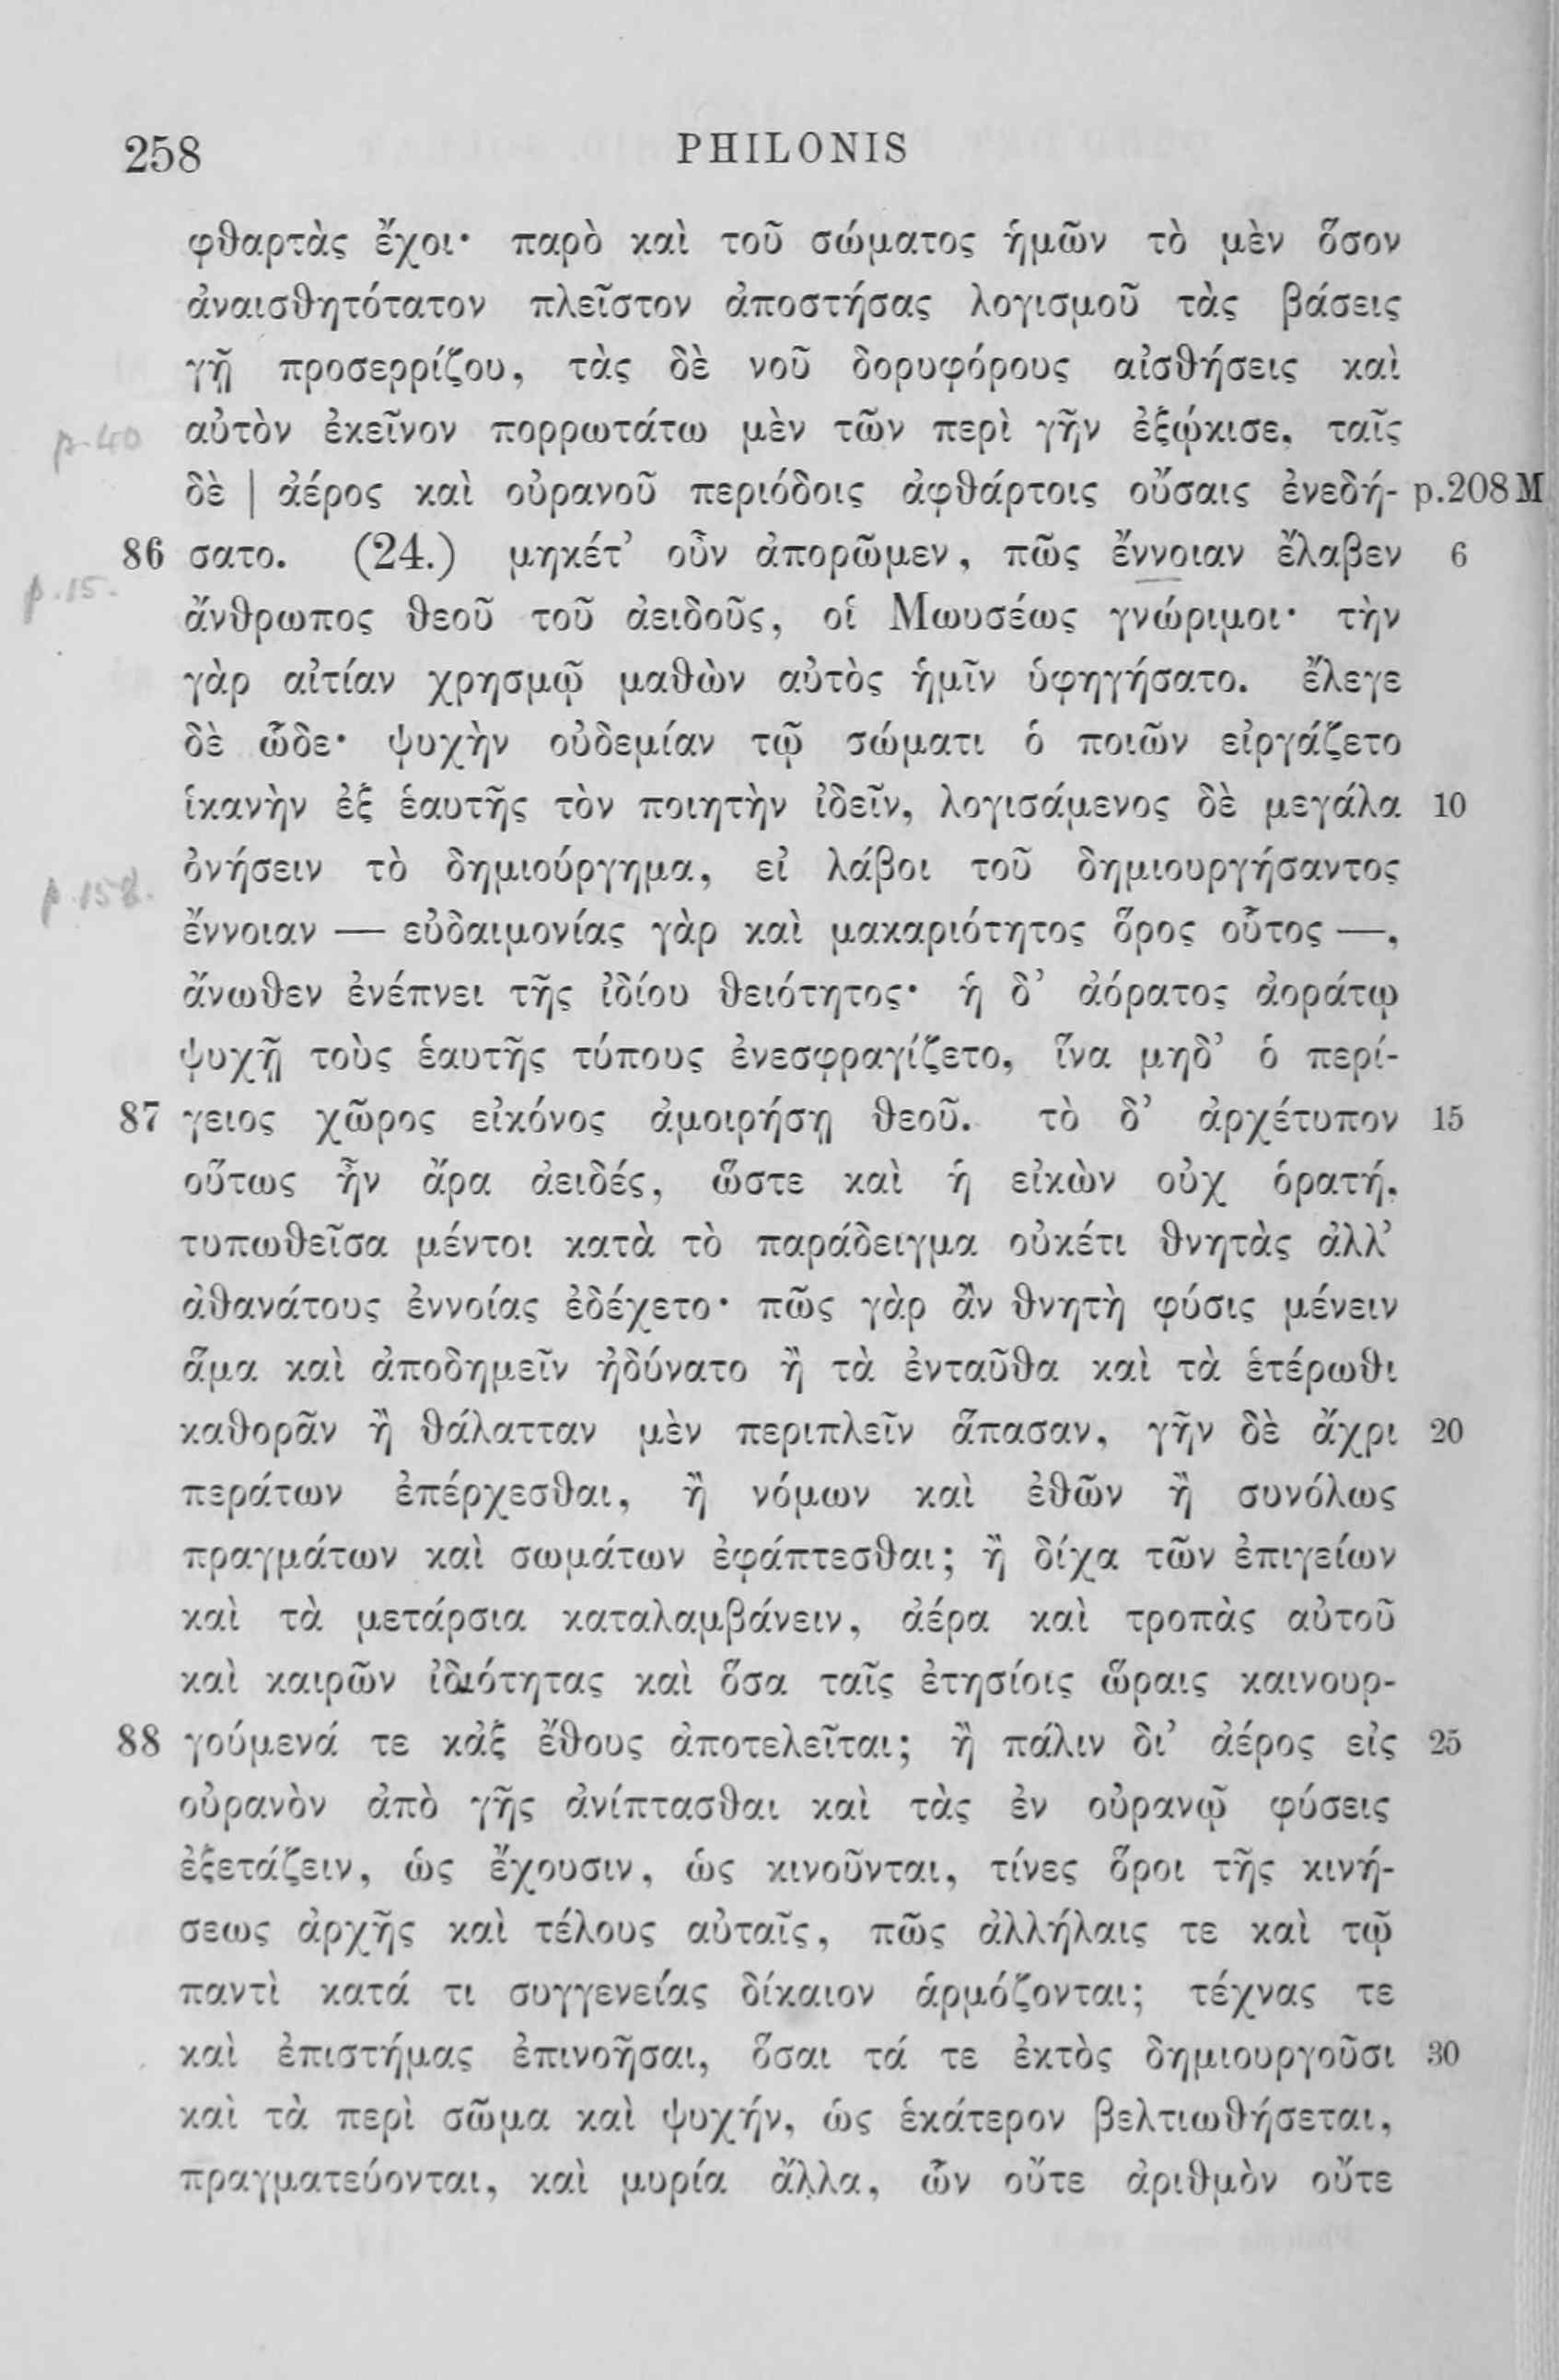 258 PHILONIS
φθαρτὰς ἔχοι· παρὸ καὶ τοῦ σώματος ἡμῶν τὸ μὲν ὅσον
ἀναισθητότατον πλεῖστον ἀποστήσας λογισμοῦ τὰς βάσεις
γῇ προσερρίζου, τὰς δὲ νοῦ δορυφόρους αἰσθήσεις καὶ
p. 40 αὐτὸν ἐκεῖνον πορρωτάτω μὲν τῶν περὶ γῆν ἐξῴκισε, ταῖς
δὲ | ἀέρος καὶ οὐρανοῦ περιόδοις ἀφθάρτοις οὔσαις ἐνεδή- p.208 M
86 σατο. (24.) μηκέτ’ οὖν ἀπορῶμεν, πῶς ἔννοιαν ἔλαβεν 6
p. 15. ἄνθρωπος θεοῦ τοῦ ἀειδοῦς, οἱ Μωυσέως γνώριμοι· τὴν
γὰρ αἰτίαν χρησμῷ μαθὼν αὐτὸς ἡμῖν ὑφηγήσατο. ἔλεγε
δὲ ὧδε· ψυχὴν οὐδεμίαν τῷ σώματι ὁ ποιῶν εἰργάζετο
ἱκανὴν ἐξ ἑαυτῆς τὸν ποιητὴν ἰδεῖν, λογισάμενος δὲ μεγάλα 10
p. 158. ὀνήσειν τὸ δημιούργημα, εἰ λάβοι τοῦ δημιουργήσαντος
ἔννοιαν — εὐδαιμονίας γὰρ καὶ μακαριότητος ὅρος οὗτος —,
ἄνωθεν ἐνέπνει τῆς ἰδίου θειότητος· ἡ δ’ ἀόρατος ἀοράτῳ
ψυχῇ τοὺς ἑαυτῆς τύπους ἐνεσφραγίζετο, ἵνα μηδ’ ὁ περί-
87 γειος χῶρος εἰκόνος ἀμοιρήσῃ θεοῦ. τὸ δ’ ἀρχέτυπον 15
οὕτως ἦν ἄρα ἀειδές, ὥστε καὶ ἡ εἰκὼν οὐχ ὁρατή,
τυπωθεῖσα μέντοι κατὰ τὸ παράδειγμα οὐκέτι θνητὰς ἀλλ’
ἀθανάτους ἐννοίας ἐδέχετο· πῶς γὰρ ἂν θνητὴ φύσις μένειν
ἅμα καὶ ἀποδημεῖν ἠδύνατο ἢ τὰ ἐνταῦθα καὶ τὰ ἑτέρωθι
καθορᾶν ἢ θάλατταν μὲν περιπλεῖν ἅπασαν, γῆν δὲ ἄχρι 20
περάτων ἐπέρχεσθαι, ἢ νόμων καὶ ἐθῶν ἢ συνόλως
πραγμάτων καὶ σωμάτων ἐφάπτεσθαι; ἢ δίχα τῶν ἐπιγείων
καὶ τὰ μετάρσια καταλαμβάνειν, ἀέρα καὶ τροπὰς αὐτοῦ
καὶ καιρῶν ἰδιότητας καὶ ὅσα ταῖς ἐτησίοις ὥραις καινουρ-
88 γούμενά τε κἀξ ἔθους ἀποτελεῖται; ἢ πάλιν δι’ ἀέρος εἰς 25
οὐρανὸν ἀπὸ γῆς ἀνίπτασθαι καὶ τὰς ἐν οὐρανῷ φύσεις
ἐξετάζειν, ὡς ἔχουσιν, ὡς κινοῦνται, τίνες ὅροι τῆς κινή-
σεως ἀρχῆς καὶ τέλους αὐταῖς, πῶς ἀλλήλαις τε καὶ τῷ
παντὶ κατά τι συγγενείας δίκαιον ἁρμόζονται; τέχνας τε
καὶ ἐπιστήμας ἐπινοῆσαι, ὅσαι τά τε ἐκτὸς δημιουργοῦσι 30
καὶ τὰ περὶ σῶμα καὶ ψυχήν, ὡς ἑκάτερον βελτιωθήσεται,
πραγματεύονται, καὶ μυρία ἄλλα, ὧν οὔτε ἀριθμὸν οὔτε